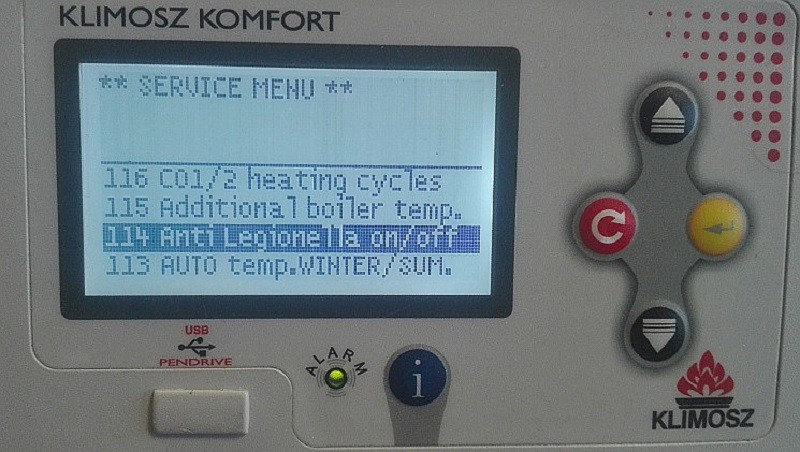 KLIMOSZ KOMFORT
** SERVICE MENU **
116 CO1/2 heating cycles
115 Additional boiler temp.
114 Anti Legionella on/off
113 AUTO temp.WINTER/SUM.
USB
PENDRIVE
ALARM
i
KLIMOSZ